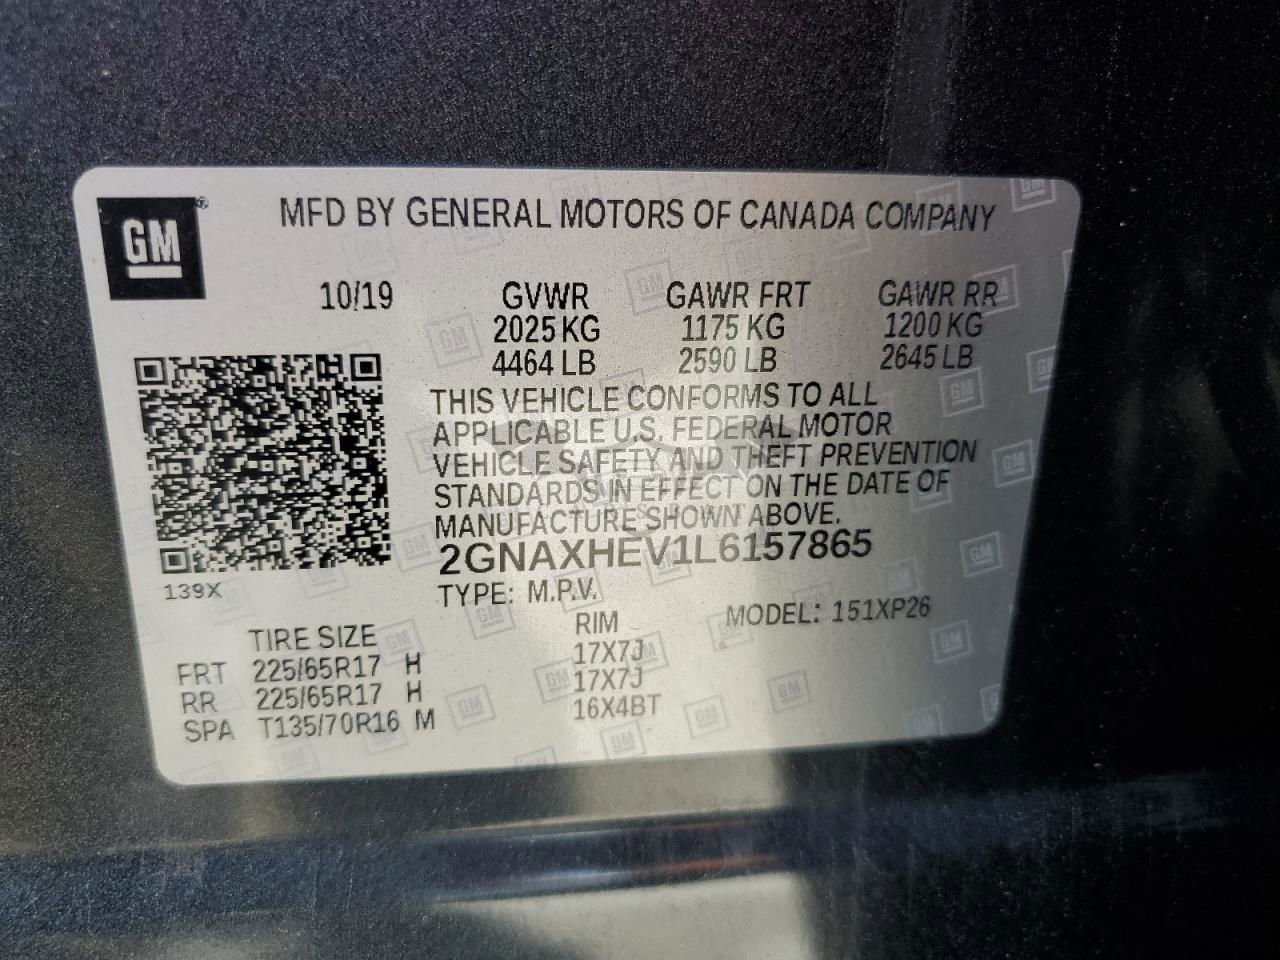 GM
MFD BY GENERAL MOTORS OF CANADA COMPANY
10/19 GVWR GAWR FRT GAWR RR
2025 KG 1175 KG 1200 KG
4464 LB 2590 LB 2645 LB
THIS VEHICLE CONFORMS TO ALL
APPLICABLE U.S. FEDERAL MOTOR
VEHICLE SAFETY AND THEFT PREVENTION
STANDARDS IN EFFECT ON THE DATE OF
MANUFACTURE SHOWN ABOVE.
2GNAXHEV1L6157865
139X
TYPE: M.P.V. MODEL: 151XP26
TIRE SIZE RIM
FRT 225/65R17 H 17X7J
RR 225/65R17 H 17X7J
SPA T135/70R16 M 16X4BT